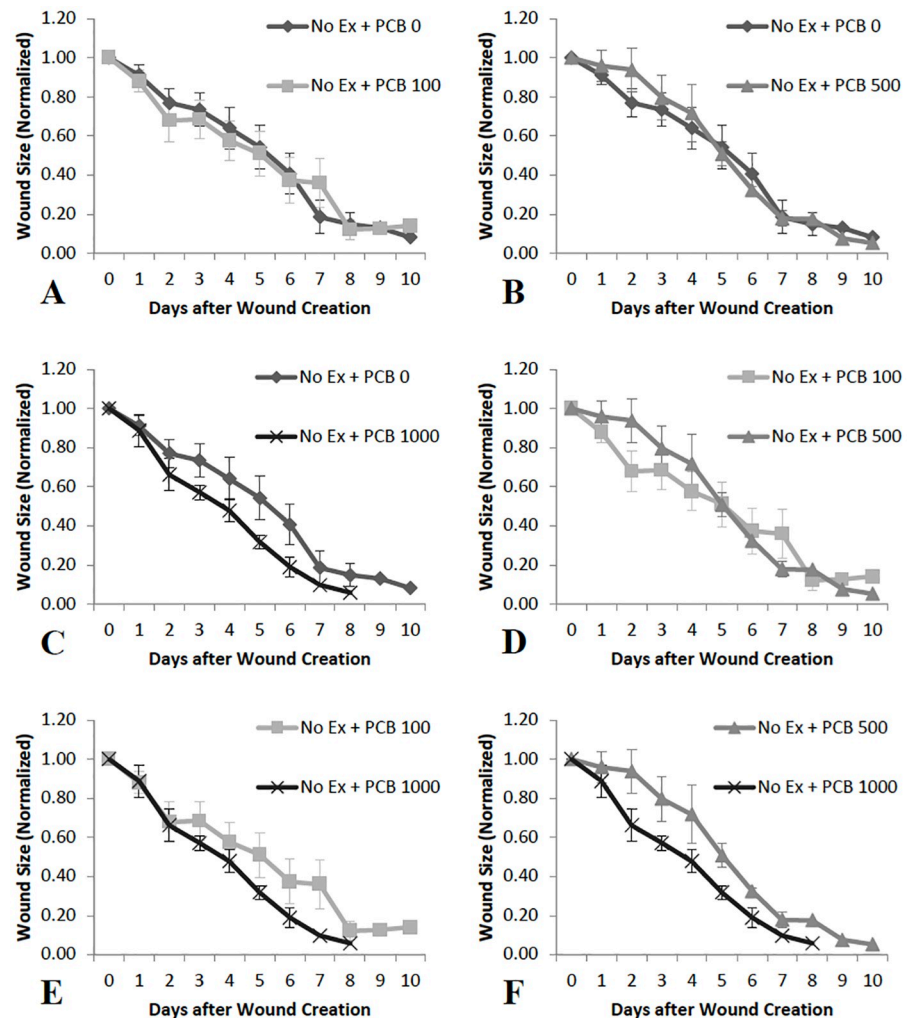 1.20
1.00
0.80
0.60
0.40
0.20
0.00
Wound Size (Normalized)
No Ex + PCB 0
No Ex + PCB 100
0 1 2 3 4 5 6 7 8 9 10
Days after Wound Creation
A
1.20
1.00
0.80
0.60
0.40
0.20
0.00
Wound Size (Normalized)
No Ex + PCB 0
No Ex + PCB 500
0 1 2 3 4 5 6 7 8 9 10
Days after Wound Creation
B
1.20
1.00
0.80
0.60
0.40
0.20
0.00
Wound Size (Normalized)
No Ex + PCB 0
No Ex + PCB 1000
0 1 2 3 4 5 6 7 8 9 10
Days after Wound Creation
C
1.20
1.00
0.80
0.60
0.40
0.20
0.00
Wound Size (Normalized)
No Ex + PCB 100
No Ex + PCB 500
0 1 2 3 4 5 6 7 8 9 10
Days after Wound Creation
D
1.20
1.00
0.80
0.60
0.40
0.20
0.00
Wound Size (Normalized)
No Ex + PCB 100
No Ex + PCB 1000
0 1 2 3 4 5 6 7 8 9 10
Days after Wound Creation
E
1.20
1.00
0.80
0.60
0.40
0.20
0.00
Wound Size (Normalized)
No Ex + PCB 500
No Ex + PCB 1000
0 1 2 3 4 5 6 7 8 9 10
Days after Wound Creation
F